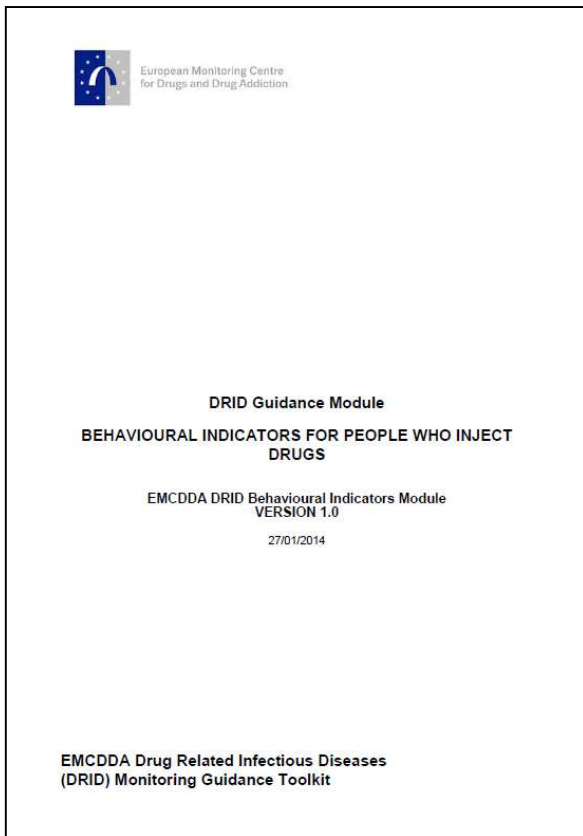 European Monitoring Centre
for Drugs and Drug Addiction
DRID Guidance Module
BEHAVIOURAL INDICATORS FOR PEOPLE WHO INJECT
DRUGS
EMCDDA DRID Behavioural Indicators Module
VERSION 1.0
27/01/2014
EMCDDA Drug Related Infectious Diseases
(DRID) Monitoring Guidance Toolkit